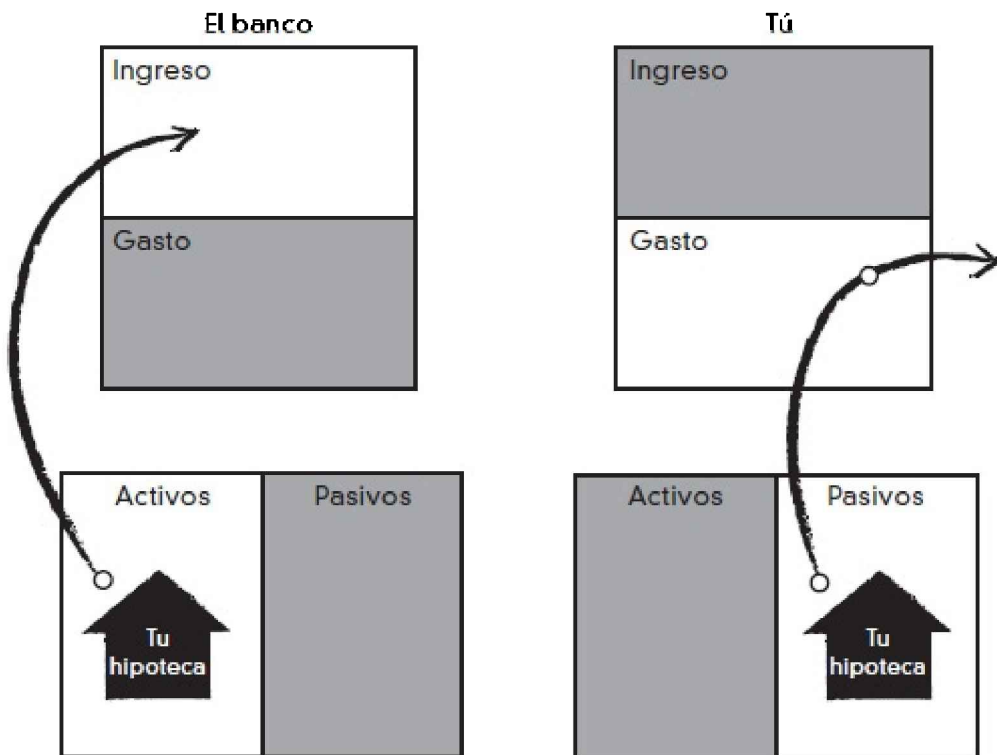 El banco
Ingreso
Gasto
Activos
Pasivos
Tu
hipoteca
Tú
Ingreso
Gasto
Activos
Pasivos
Tu
hipoteca